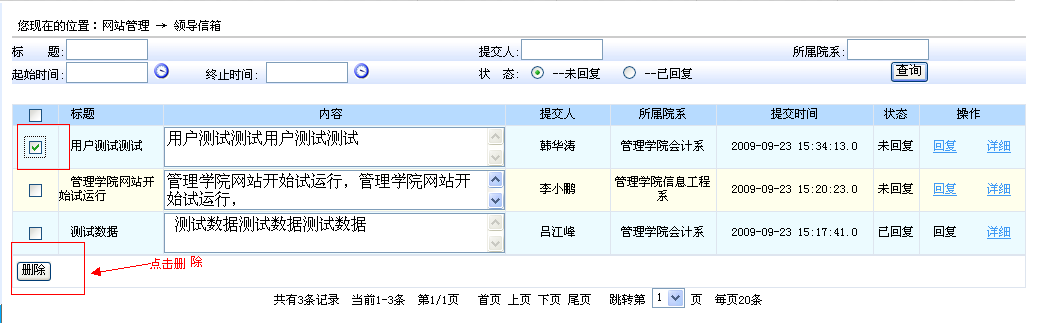 您现在的位置：网站管理 → 领导信箱
标 题: 提交人: 所属院系:
起始时间: 终止时间: 状 态: --未回复 --已回复 查询
标题 内容 提交人 所属院系 提交时间 状态 操作
用户测试测试 用户测试测试用户测试测试 韩华涛 管理学院会计系 2009-09-23 15:34:13.0 未回复 回复 详细
管理学院网站开始试运行 管理学院网站开始试运行，管理学院网站开始试运行， 李小鹏 管理学院信息工程系 2009-09-23 15:20:23.0 未回复 回复 详细
测试数据 测试数据测试数据测试数据 吕江峰 管理学院会计系 2009-09-23 15:17:41.0 已回复 回复 详细
删除 点击删 除
共有3条记录 当前1-3条 第1/1页 首页 上页 下页 尾页 跳转第 1 页 每页20条